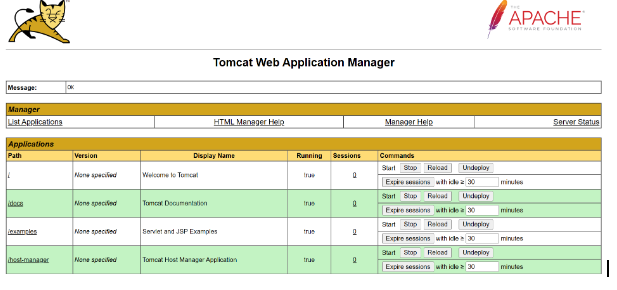 THE
APACHE
SOFTWARE FOUNDATION
Tomcat Web Application Manager
Message: OK
Manager
List Applications HTML Manager Help Manager Help Server Status
Applications
Path Version Display Name Running Sessions Commands
/ None specified Welcome to Tomcat true 0 Start Stop Reload Undeploy
Expire sessions with idle ≥ 30 minutes
/docs None specified Tomcat Documentation true 0 Start Stop Reload Undeploy
Expire sessions with idle ≥ 30 minutes
/examples None specified Servlet and JSP Examples true 0 Start Stop Reload Undeploy
Expire sessions with idle ≥ 30 minutes
/host-manager None specified Tomcat Host Manager Application true 0 Start Stop Reload Undeploy
Expire sessions with idle ≥ 30 minutes